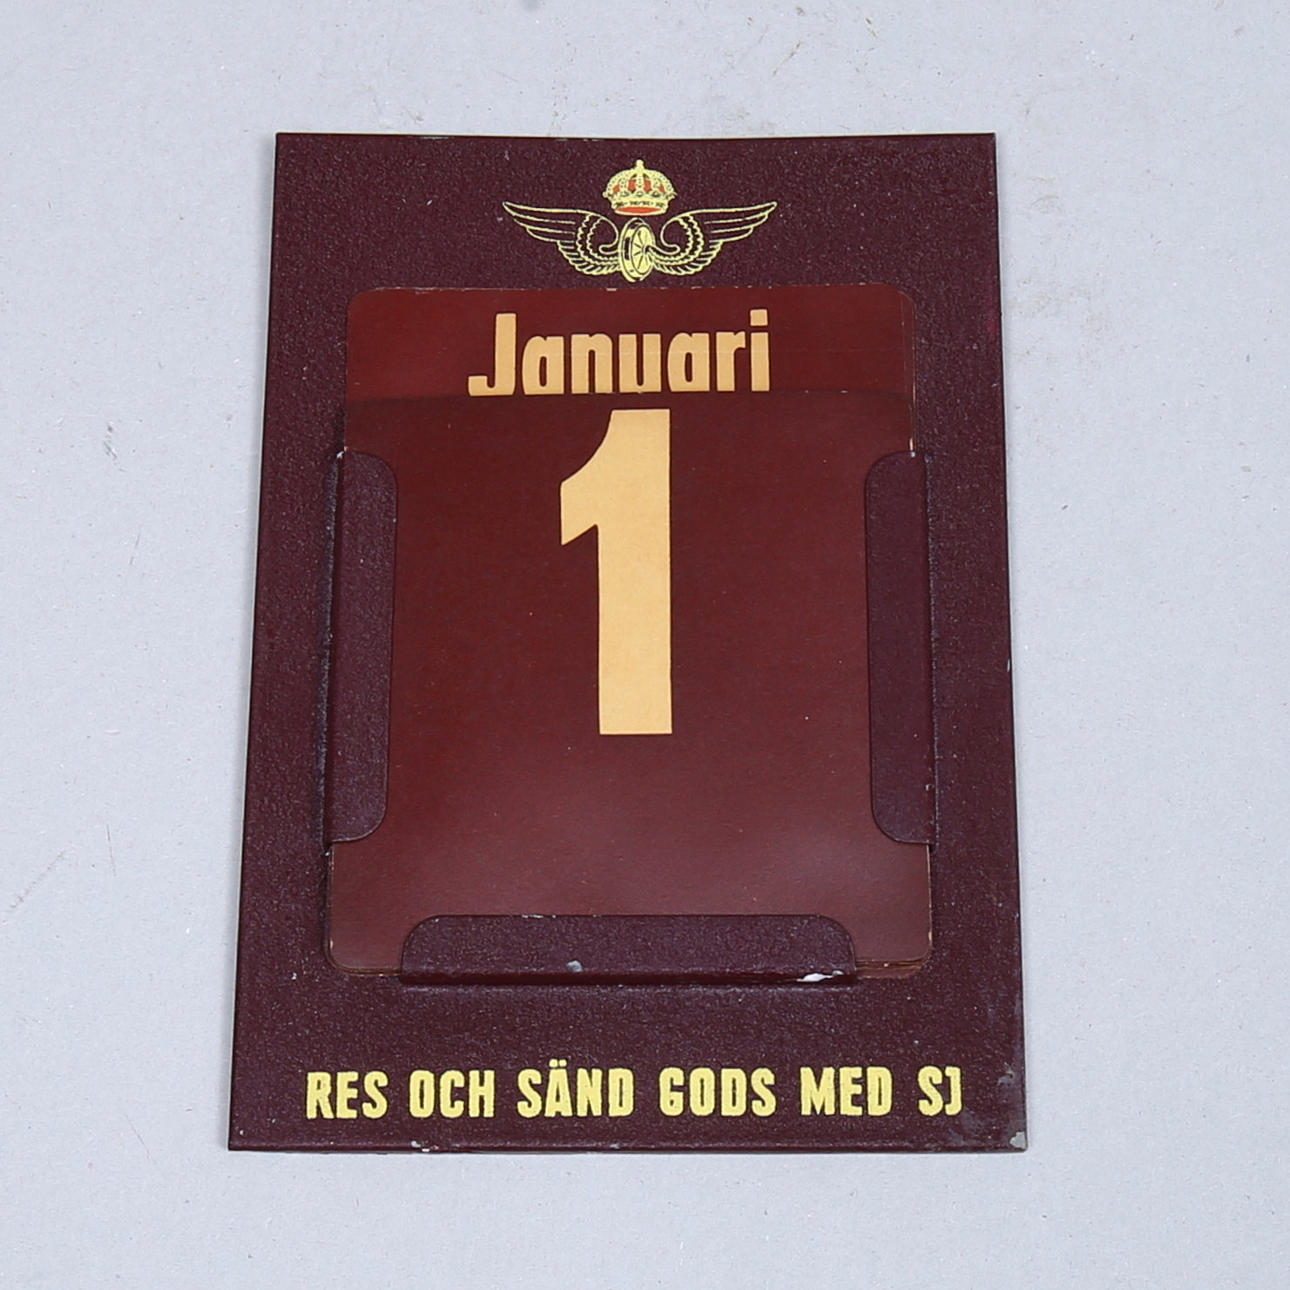 Januari
1
RES OCH SÄND GODS MED SJ